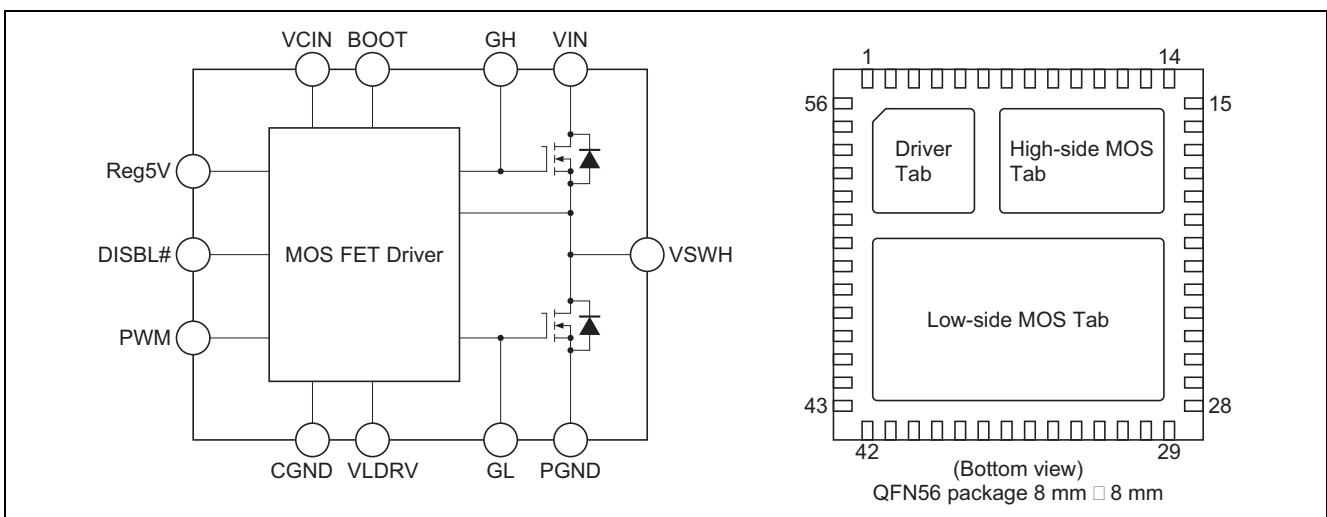 VCIN BOOT GH VIN
Reg5V
DISBL#
MOS FET Driver
VSWH
PWM
CGND VLDRV GL PGND
1 14
56 15
Driver
Tab
High-side MOS
Tab
Low-side MOS Tab
43 28
42 29
(Bottom view)
QFN56 package 8 mm □ 8 mm